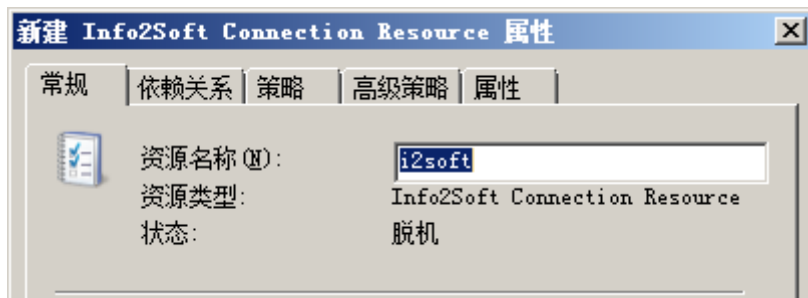 新建 Info2Soft Connection Resource 属性
常规 依赖关系 策略 高级策略 属性
资源名称(N): i2soft
资源类型: Info2Soft Connection Resource
状态: 脱机